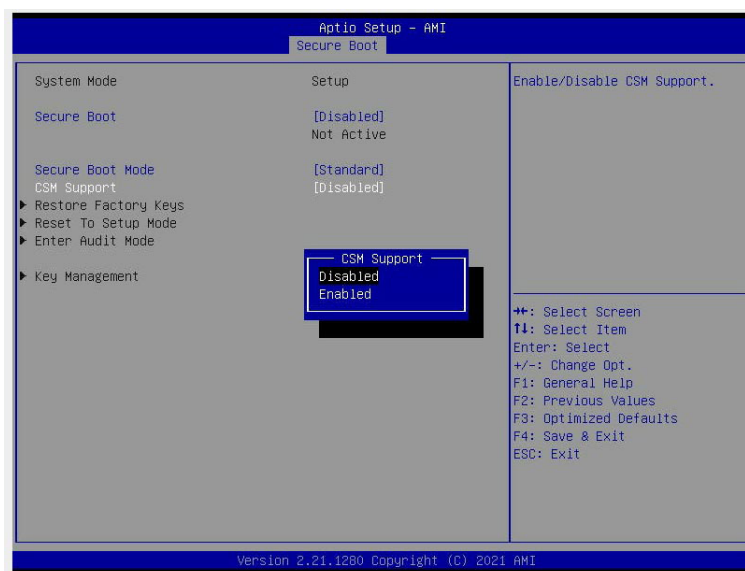 Aptio Setup - AMI
Secure Boot
System Mode Setup
Secure Boot [Disabled]
Not Active
Secure Boot Mode [Standard]
CSM Support [Disabled]
Restore Factory Keys
Reset To Setup Mode
Enter Audit Mode
Key Management
CSM Support
Disabled
Enabled
Enable/Disable CSM Support.
→←: Select Screen
↑↓: Select Item
Enter: Select
+/-: Change Opt.
F1: General Help
F2: Previous Values
F3: Optimized Defaults
F4: Save & Exit
ESC: Exit
Version 2.21.1280 Copyright (C) 2021 AMI